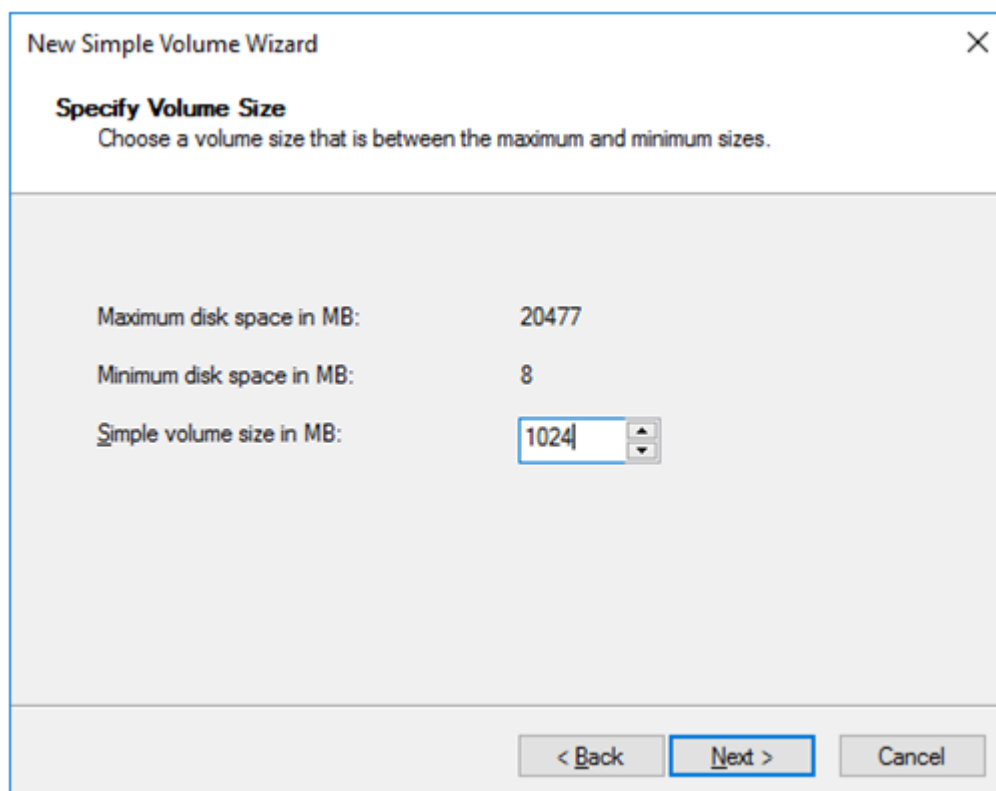 New Simple Volume Wizard
Specify Volume Size
Choose a volume size that is between the maximum and minimum sizes.
Maximum disk space in MB: 20477
Minimum disk space in MB: 8
Simple volume size in MB: 1024
< Back Next > Cancel